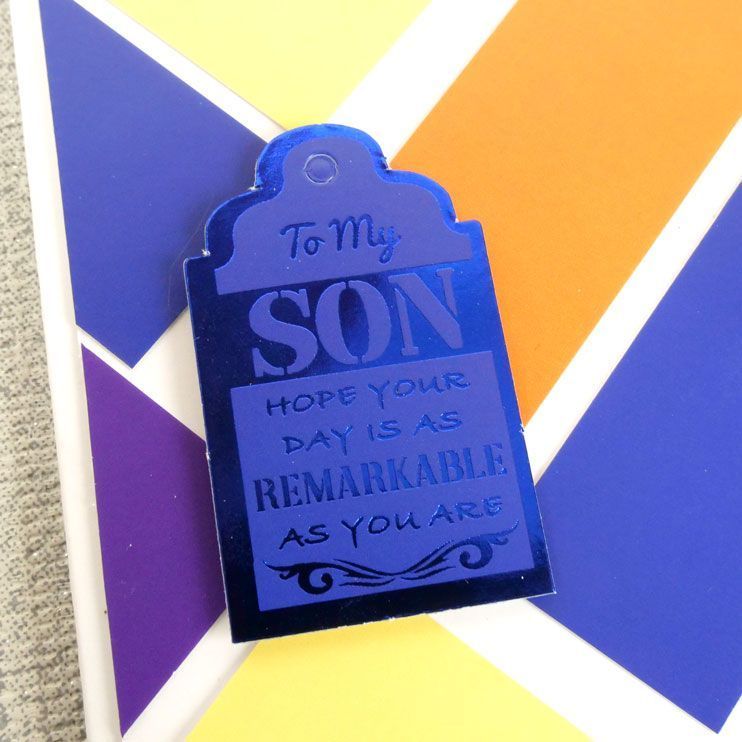 To My
SON
HOPE YOUR
DAY IS AS
REMARKABLE
AS YOU ARE